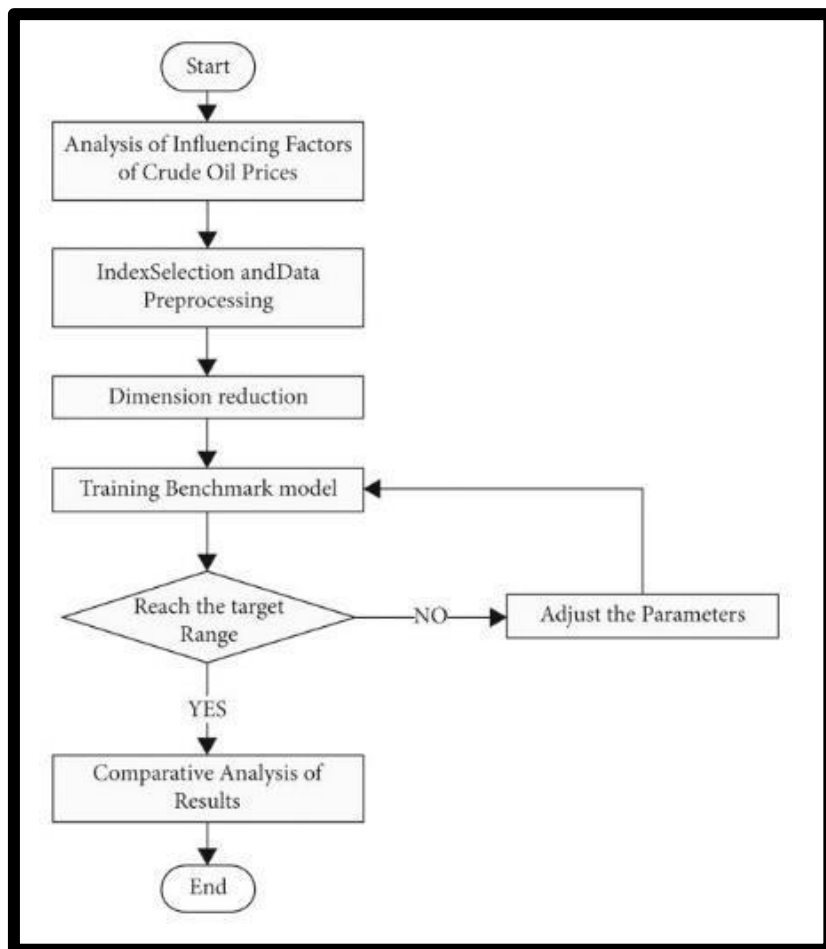 Start
Analysis of Influencing Factors
of Crude Oil Prices
IndexSelection andData
Preprocessing
Dimension reduction
Training Benchmark model
Reach the target
Range
NO
Adjust the Parameters
YES
Comparative Analysis of
Results
End